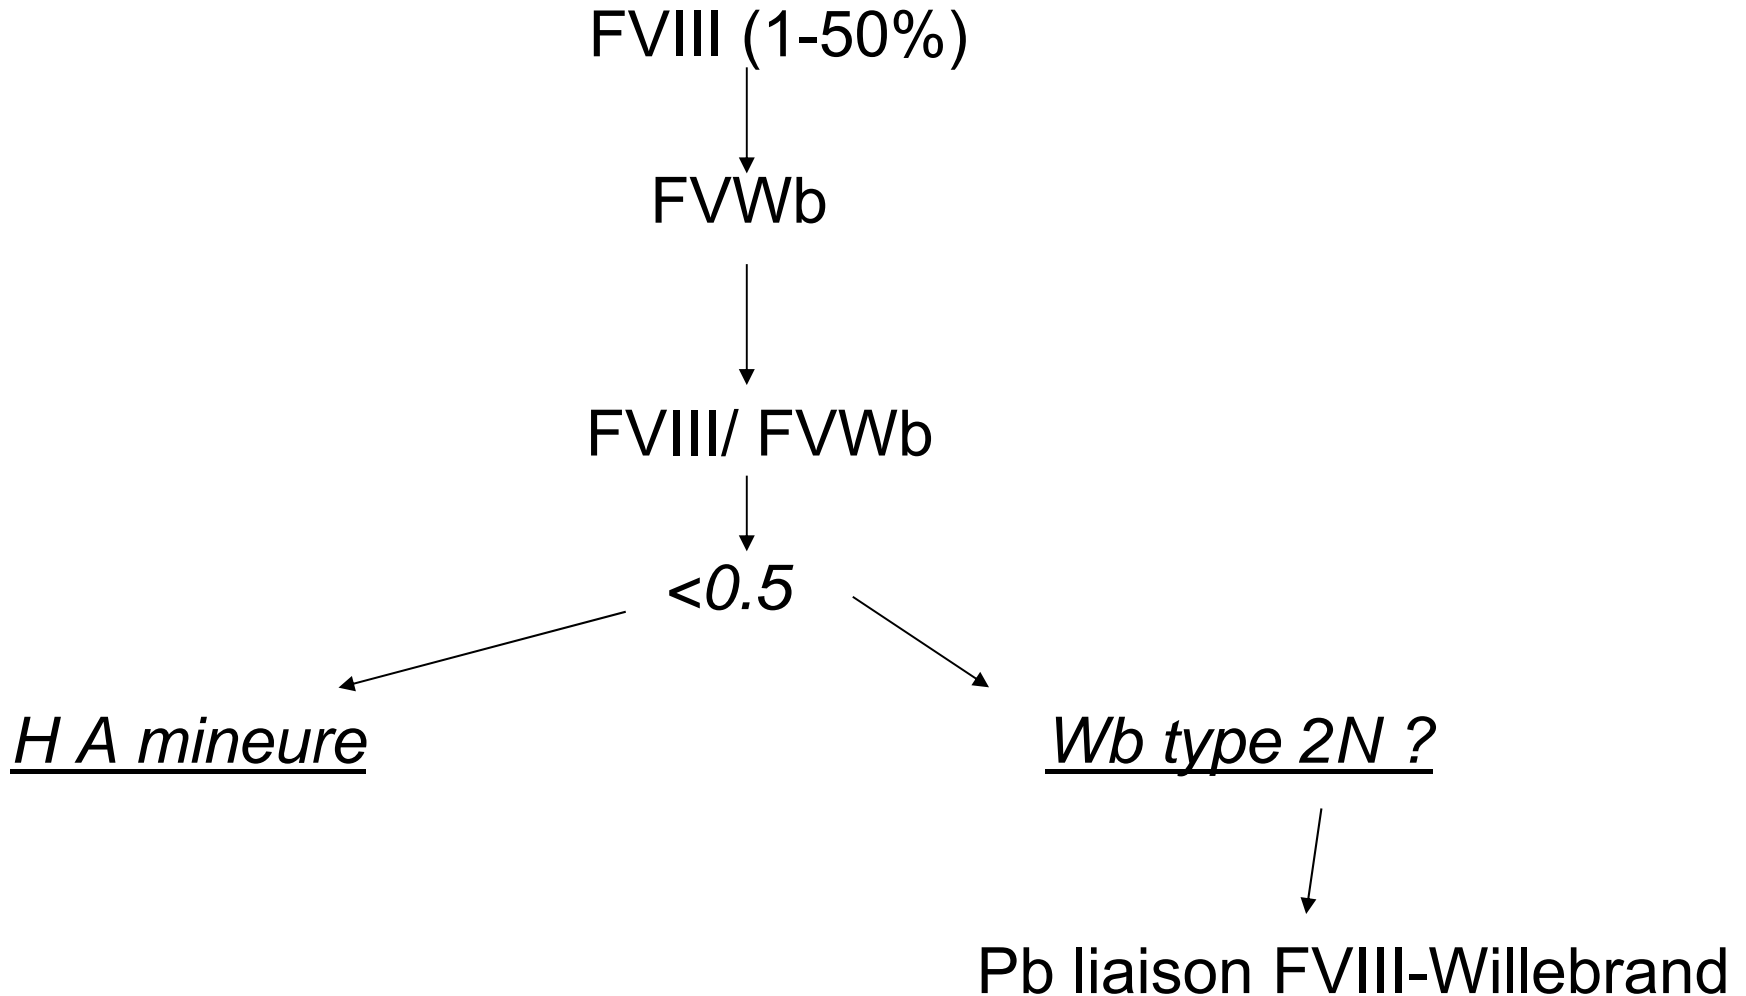 FVIII (1-50%)
FVWb
FVIII/ FVWb
<0.5
H A mineure
Wb type 2N ?
Pb liaison FVIII-Willebrand